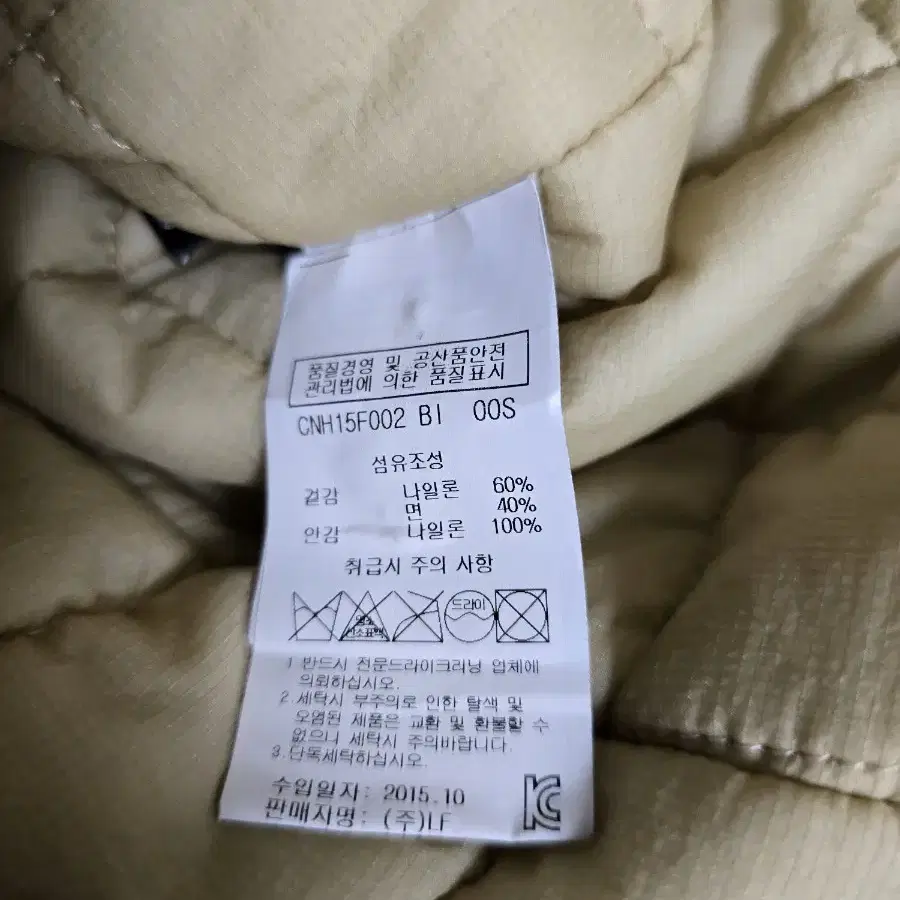 품질경영 및 공산품안전
관리법에 의한 품질표시
CNH15F002 BI 00S
섬유조성
겉감 나일론 60%
면 40%
안감 나일론 100%
취급시 주의 사항
염소
산소표백
드라이
1 반드시 전문드라이크리닝 업체에
의뢰하십시오.
2.세탁시 부주의로 인한 탈색 및
오염된 제품은 교환 및 환불할 수
없으니 세탁시 주의바랍니다.
3.단독세탁하십시오.
수입일자: 2015.10
판매자명: (주)LF